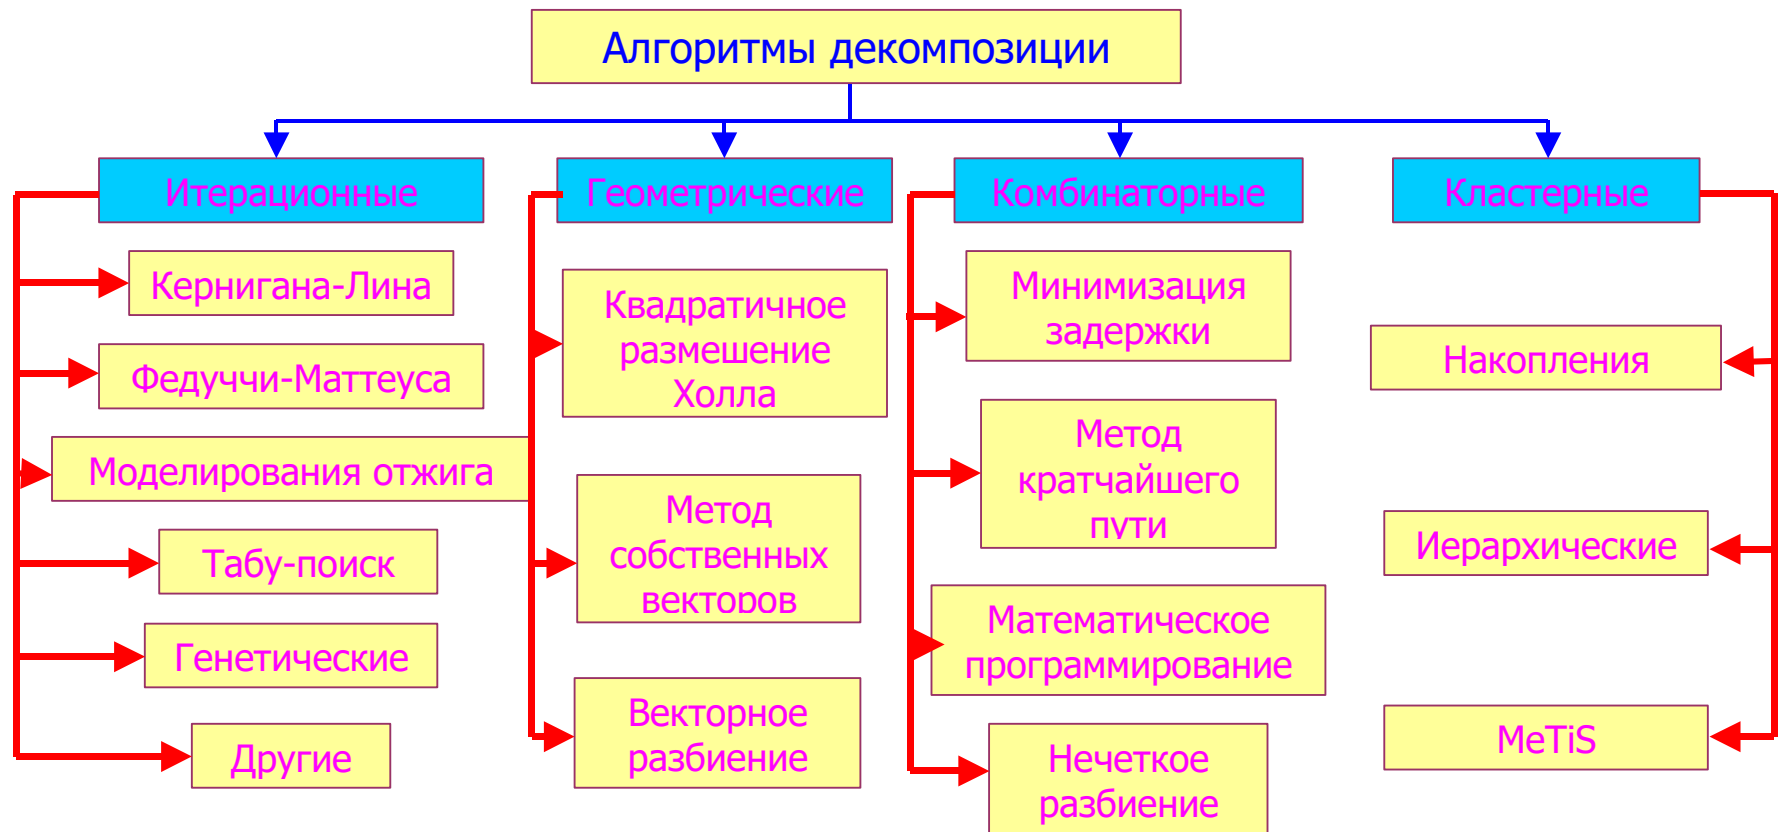 Алгоритмы декомпозиции
Итерационные
Кернигана-Лина
Федуччи-Маттеуса
Моделирования отжига
Табу-поиск
Генетические
Другие
Геометрические
Квадратичное
размешение
Холла
Метод
собственных
векторов
Векторное
разбиение
Комбинаторные
Минимизация
задержки
Метод
кратчайшего
пути
Математическое
программирование
Нечеткое
разбиение
Кластерные
Накопления
Иерархические
MeTiS